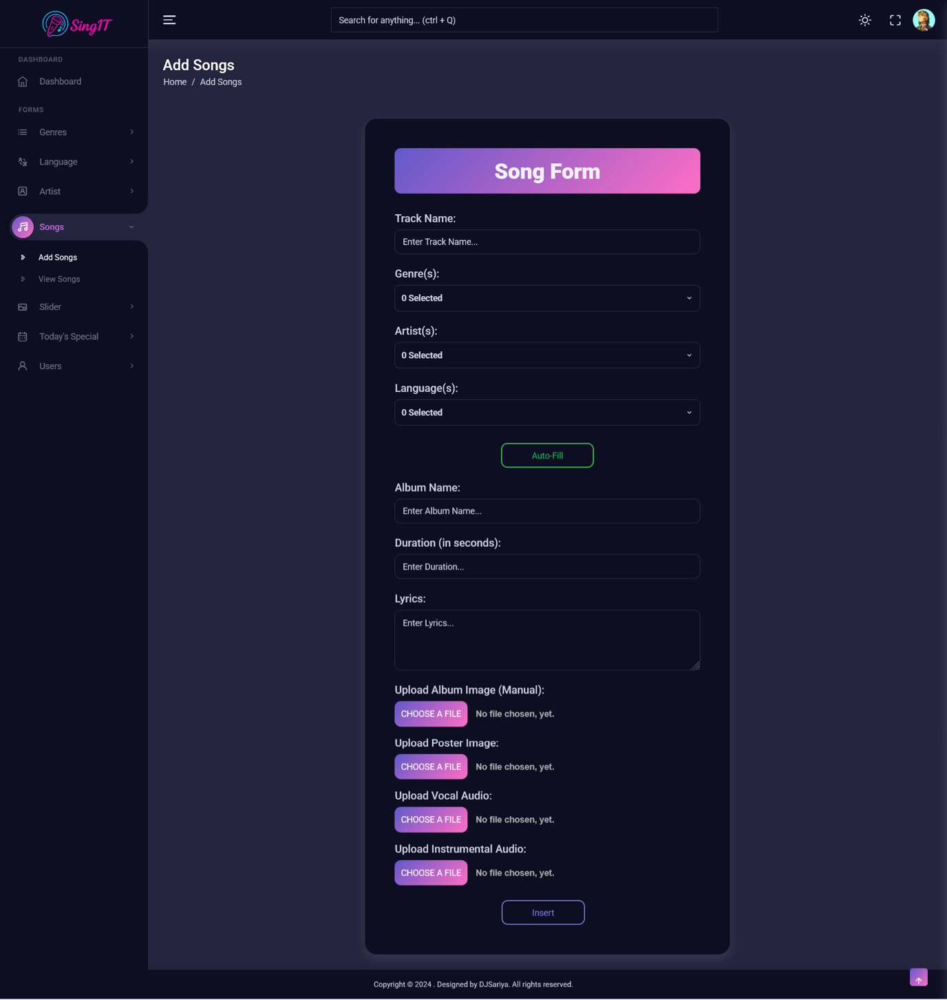 SingIT
Search for anything... (ctrl + Q)
DASHBOARD
Dashboard
FORMS
Genres
Language
Artist
Songs
Add Songs
View Songs
Slider
Today's Special
Users
Add Songs
Home / Add Songs
Song Form
Track Name:
Enter Track Name...
Genre(s):
0 Selected
Artist(s):
0 Selected
Language(s):
0 Selected
Auto-Fill
Album Name:
Enter Album Name...
Duration (in seconds):
Enter Duration...
Lyrics:
Enter Lyrics...
Upload Album Image (Manual):
CHOOSE A FILE No file chosen, yet.
Upload Poster Image:
CHOOSE A FILE No file chosen, yet.
Upload Vocal Audio:
CHOOSE A FILE No file chosen, yet.
Upload Instrumental Audio:
CHOOSE A FILE No file chosen, yet.
Insert
Copyright © 2024 . Designed by DJSariya. All rights reserved.